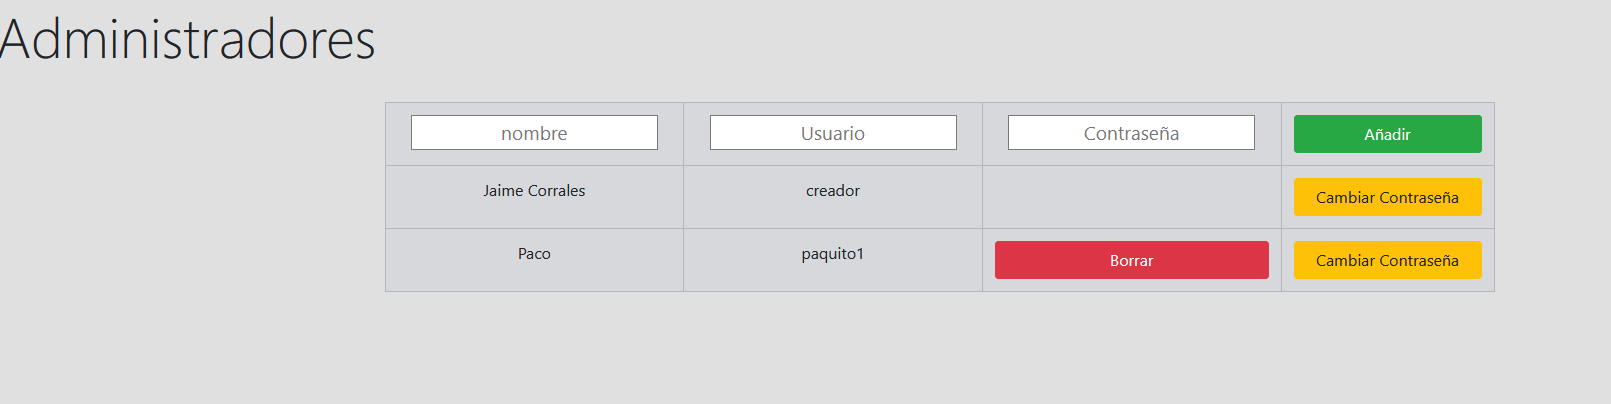 Administradores
nombre Usuario Contraseña Añadir
Jaime Corrales creador Cambiar Contraseña
Paco paquito1 Borrar Cambiar Contraseña